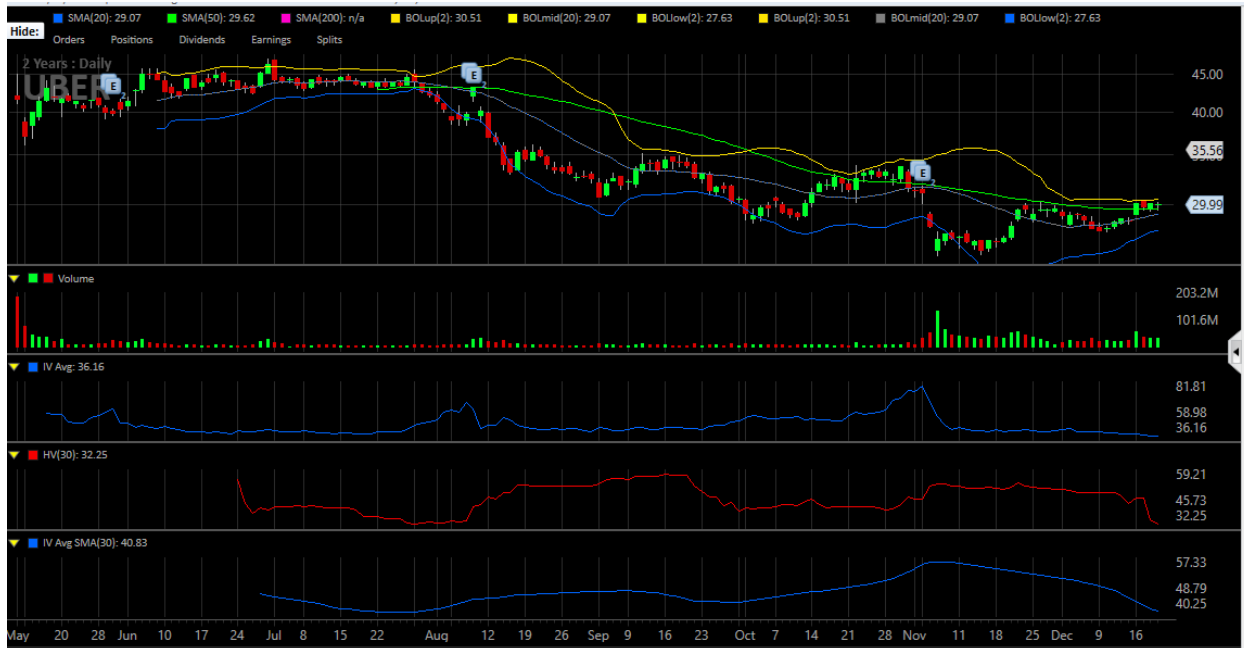 SMA(20): 29.07 SMA(50): 29.62 SMA(200): n/a BOLup(2): 30.51 BOLmid(20): 29.07 BOLlow(2): 27.63 BOLup(2): 30.51 BOLmid(20): 29.07 BOLlow(2): 27.63
Hide:
Orders Positions Dividends Earnings Splits
2 Years : Daily
UBER
E
2
E
2
E
2
45.00
40.00
35.56
29.99
Volume
203.2M
101.6M
IV Avg: 36.16
81.81
58.98
36.16
HV(30): 32.25
59.21
45.73
32.25
IV Avg SMA(30): 40.83
57.33
48.79
40.25
May 20 28 Jun 10 17 24 Jul 8 15 22 Aug 12 19 26 Sep 9 16 23 Oct 7 14 21 28 Nov 11 18 25 Dec 9 16